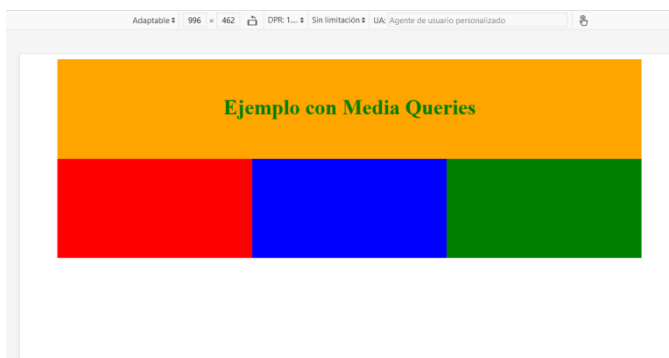 Adaptable 996 × 462 DPR: 1.... Sin limitación UA: Agente de usuario personalizado
Ejemplo con Media Queries